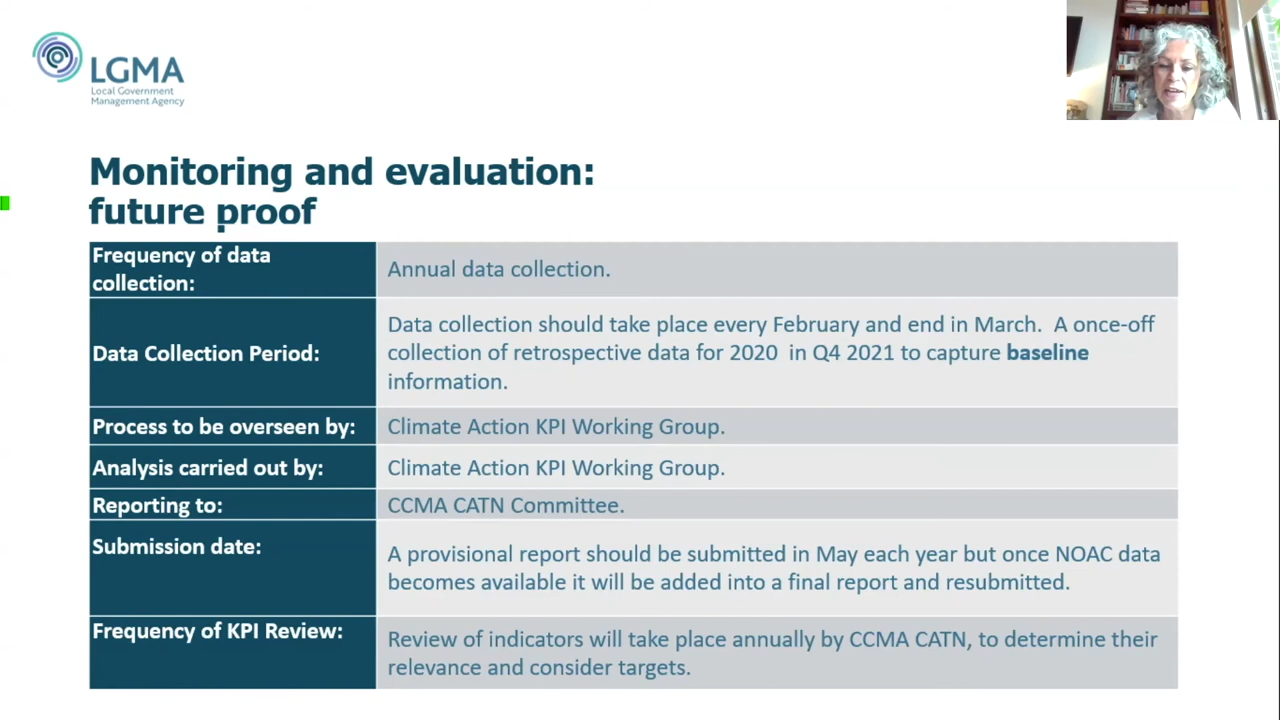 LGMA
Local Government
Management Agency
Monitoring and evaluation:
future proof
Frequency of data
collection:
Annual data collection.
Data Collection Period:
Data collection should take place every February and end in March. A once-off
collection of retrospective data for 2020 in Q4 2021 to capture baseline
information.
Process to be overseen by:
Climate Action KPI Working Group.
Analysis carried out by:
Climate Action KPI Working Group.
Reporting to:
CCMA CATN Committee.
Submission date:
A provisional report should be submitted in May each year but once NOAC data
becomes available it will be added into a final report and resubmitted.
Frequency of KPI Review:
Review of indicators will take place annually by CCMA CATN, to determine their
relevance and consider targets.